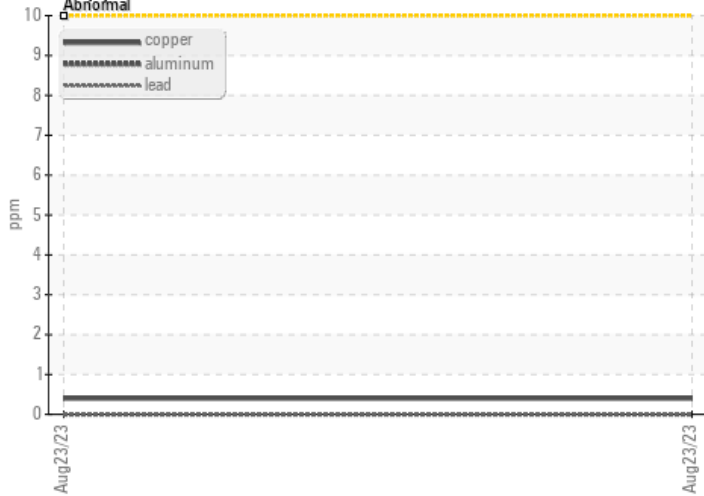 Abnormal
10
9
8
7
6
5
4
3
2
1
0
ppm
copper
aluminum
lead
Aug23/23
Aug23/23